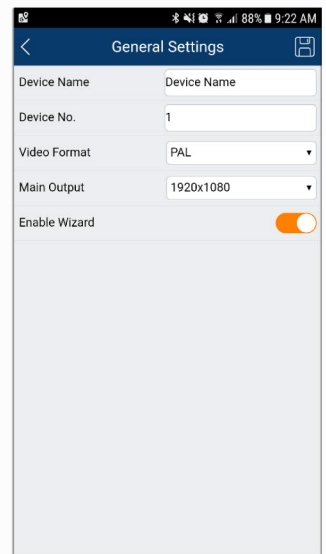 88% 9:22 AM
General Settings
Device Name Device Name
Device No. 1
Video Format PAL
Main Output 1920x1080
Enable Wizard